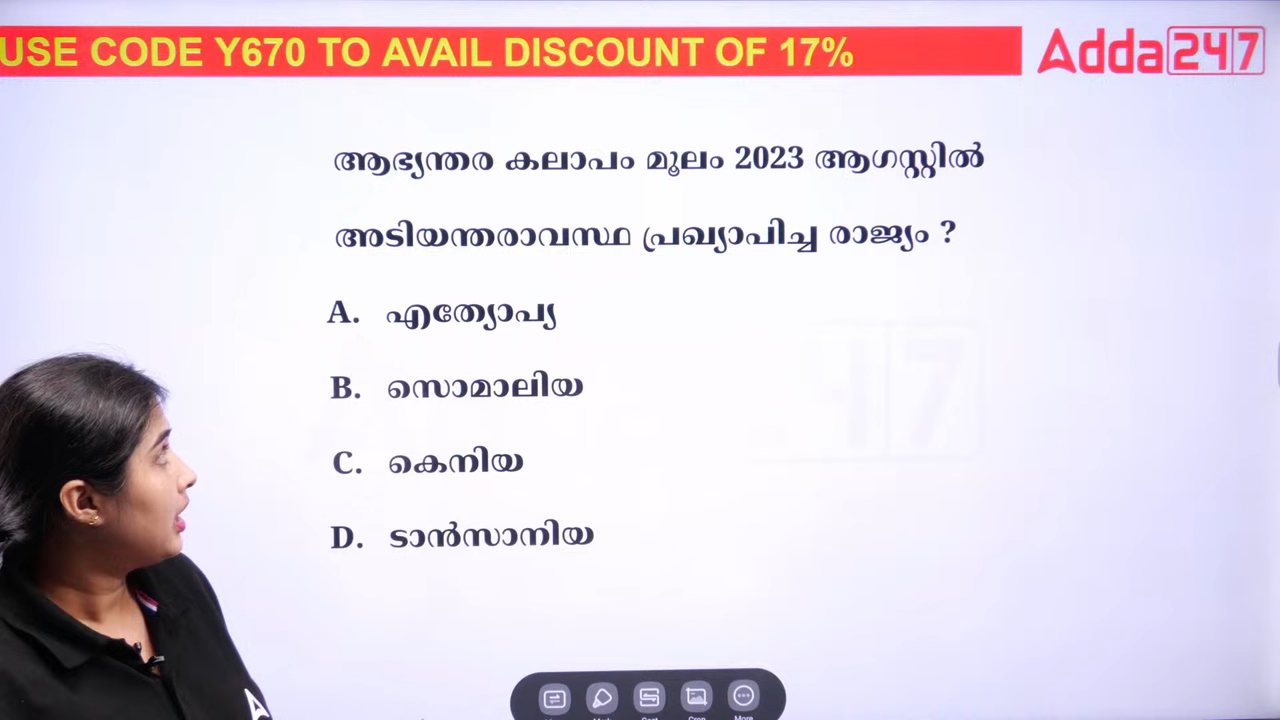 USE CODE Y670 TO AVAIL DISCOUNT OF 17%
Adda247
ആഭ്യന്തര കലാപം മൂലം 2023 ആഗസ്റ്റിൽ
അടിയന്തരാവസ്ഥ പ്രഖ്യാപിച്ച രാജ്യം ?
A. എത്യോപ്യ
B. സൊമാലിയ
C. കെനിയ
D. ടാൻസാനിയ
More